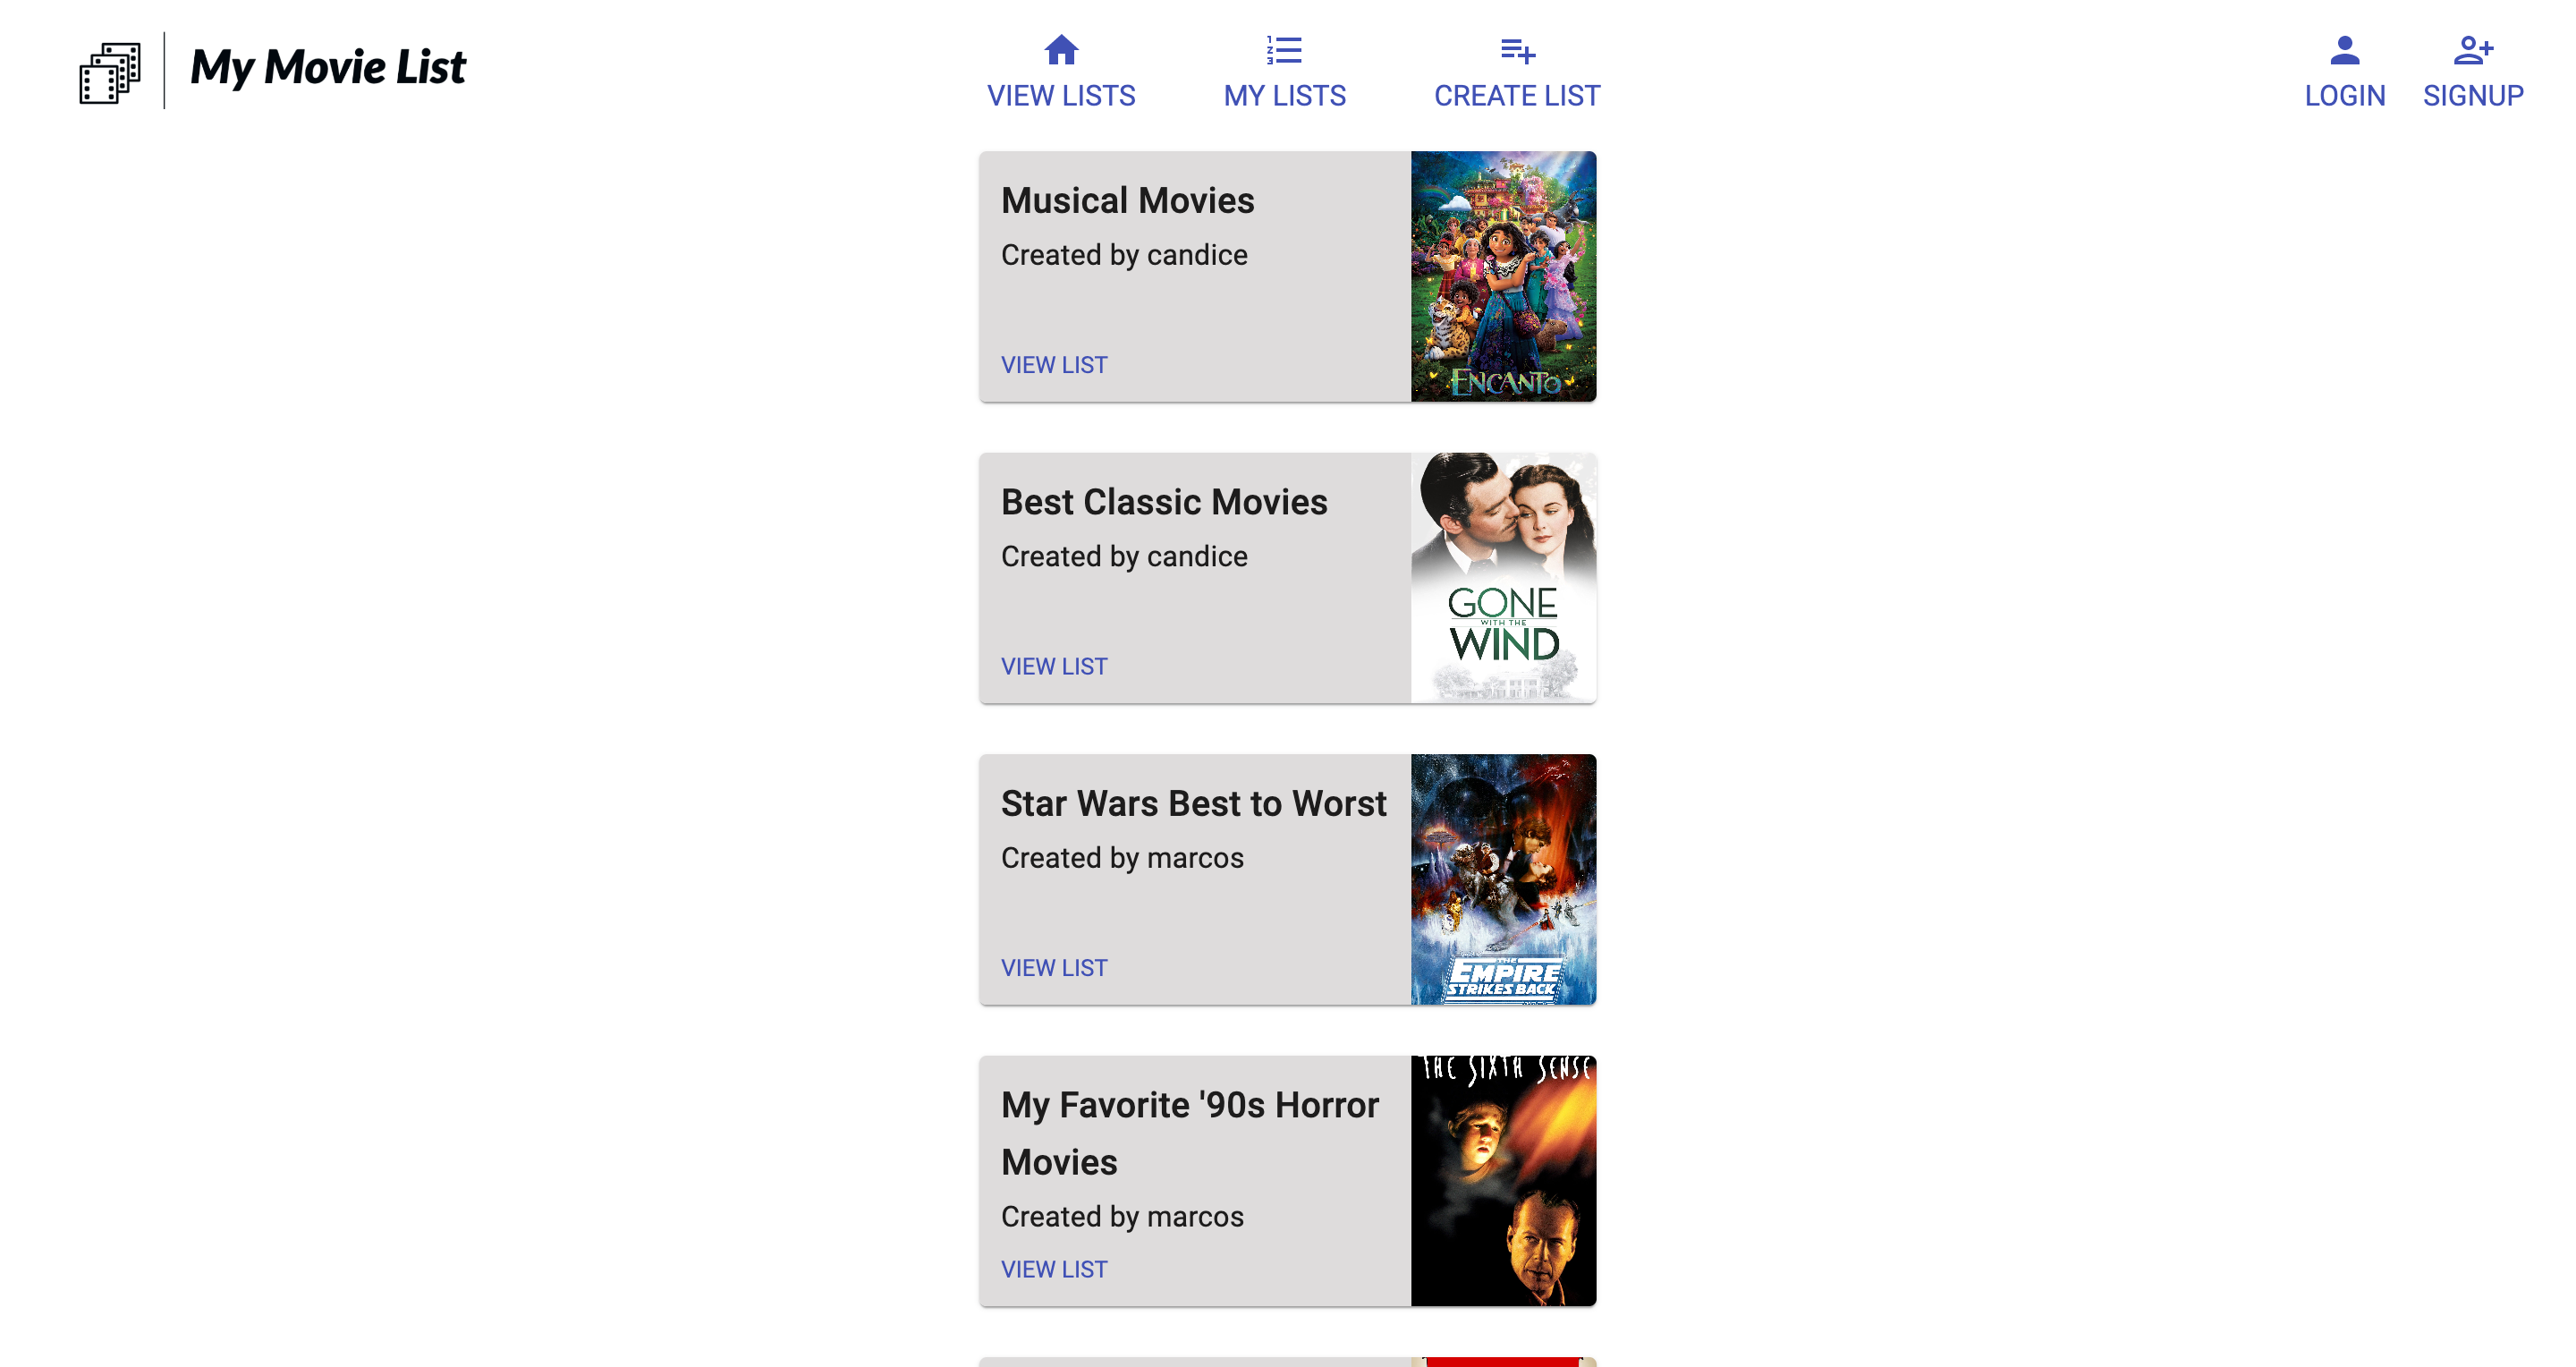 My Movie List
VIEW LISTS
MY LISTS
CREATE LIST
LOGIN
SIGNUP
Musical Movies
Created by candice
VIEW LIST
ENCANTO
Best Classic Movies
Created by candice
VIEW LIST
GONE
WITH THE
WIND
Star Wars Best to Worst
Created by marcos
VIEW LIST
THE
EMPIRE
STRIKES BACK
My Favorite '90s Horror
Movies
Created by marcos
VIEW LIST
THE SIXTH SENSE